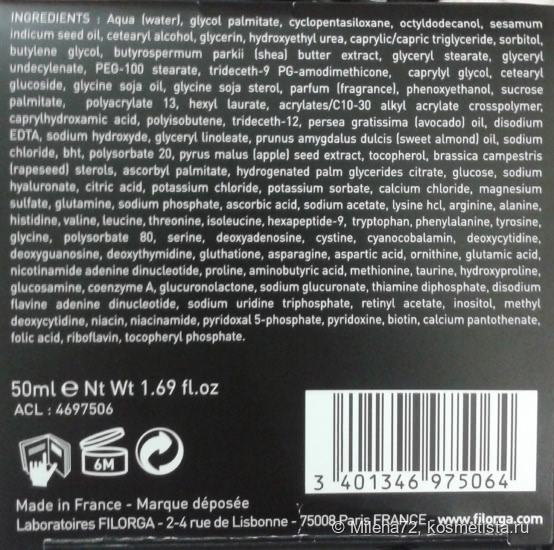 INGREDIENTS : Aqua (water), glycol palmitate, cyclopentasiloxane, octyldodecanol, sesamum
indicum seed oil, cetearyl alcohol, glycerin, hydroxyethyl urea, caprylic/capric triglyceride, sorbitol,
butylene glycol, butyrospermum parkii (shea) butter extract, glyceryl stearate, glyceryl
undecylenate, PEG-100 stearate, trideceth-9 PG-amodimethicone, caprylyl glycol, cetearyl
glucoside, glycine soja oil, glycine soja sterol, parfum (fragrance), phenoxyethanol, sucrose
palmitate, polyacrylate 13, hexyl laurate, acrylates/C10-30 alkyl acrylate crosspolymer,
caprylhydroxamic acid, polyisobutene, trideceth-12, persea gratissima (avocado) oil, disodium
EDTA, sodium hydroxide, glyceryl linoleate, prunus amygdalus dulcis (sweet almond) oil, sodium
chloride, bht, polysorbate 20, pyrus malus (apple) seed extract, tocopherol, brassica campestris
(rapeseed) sterols, ascorbyl palmitate, hydrogenated palm glycerides citrate, glucose, sodium
hyaluronate, citric acid, potassium chloride, potassium sorbate, calcium chloride, magnesium
sulfate, glutamine, sodium phosphate, ascorbic acid, sodium acetate, lysine hcl, arginine, alanine,
histidine, valine, leucine, threonine, isoleucine, hexapeptide-9, tryptophan, phenylalanine, tyrosine,
glycine, polysorbate 80, serine, deoxyadenosine, cystine, cyanocobalamin, deoxycytidine,
deoxyguanosine, deoxythymidine, gluthatione, asparagine, aspartic acid, ornithine, glutamic acid,
nicotinamide adenine dinucleotide, proline, aminobutyric acid, methionine, taurine, hydroxyproline,
glucosamine, coenzyme A, glucuronolactone, sodium glucuronate, thiamine diphosphate, disodium
flavine adenine dinucleotide, sodium uridine triphosphate, retinyl acetate, inositol, methyl
deoxycytidine, niacin, niacinamide, pyridoxal 5-phosphate, pyridoxine, biotin, calcium pantothenate,
folic acid, riboflavin, tocopheryl phosphate.
50ml e Nt Wt 1.69 fl.oz
ACL : 4697506
6M
3 401346 975064
Made in France - Marque déposée
Laboratoires FILORGA - 2-4 rue de Lisbonne - 75008 Paris FRANCE - www.filorga.com
© Milena72, kosmetista.ru